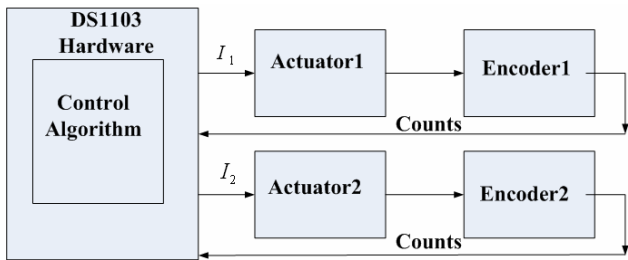 DS1103
Hardware
Control
Algorithm
I₁
Actuator1
Encoder1
Counts
I₂
Actuator2
Encoder2
Counts